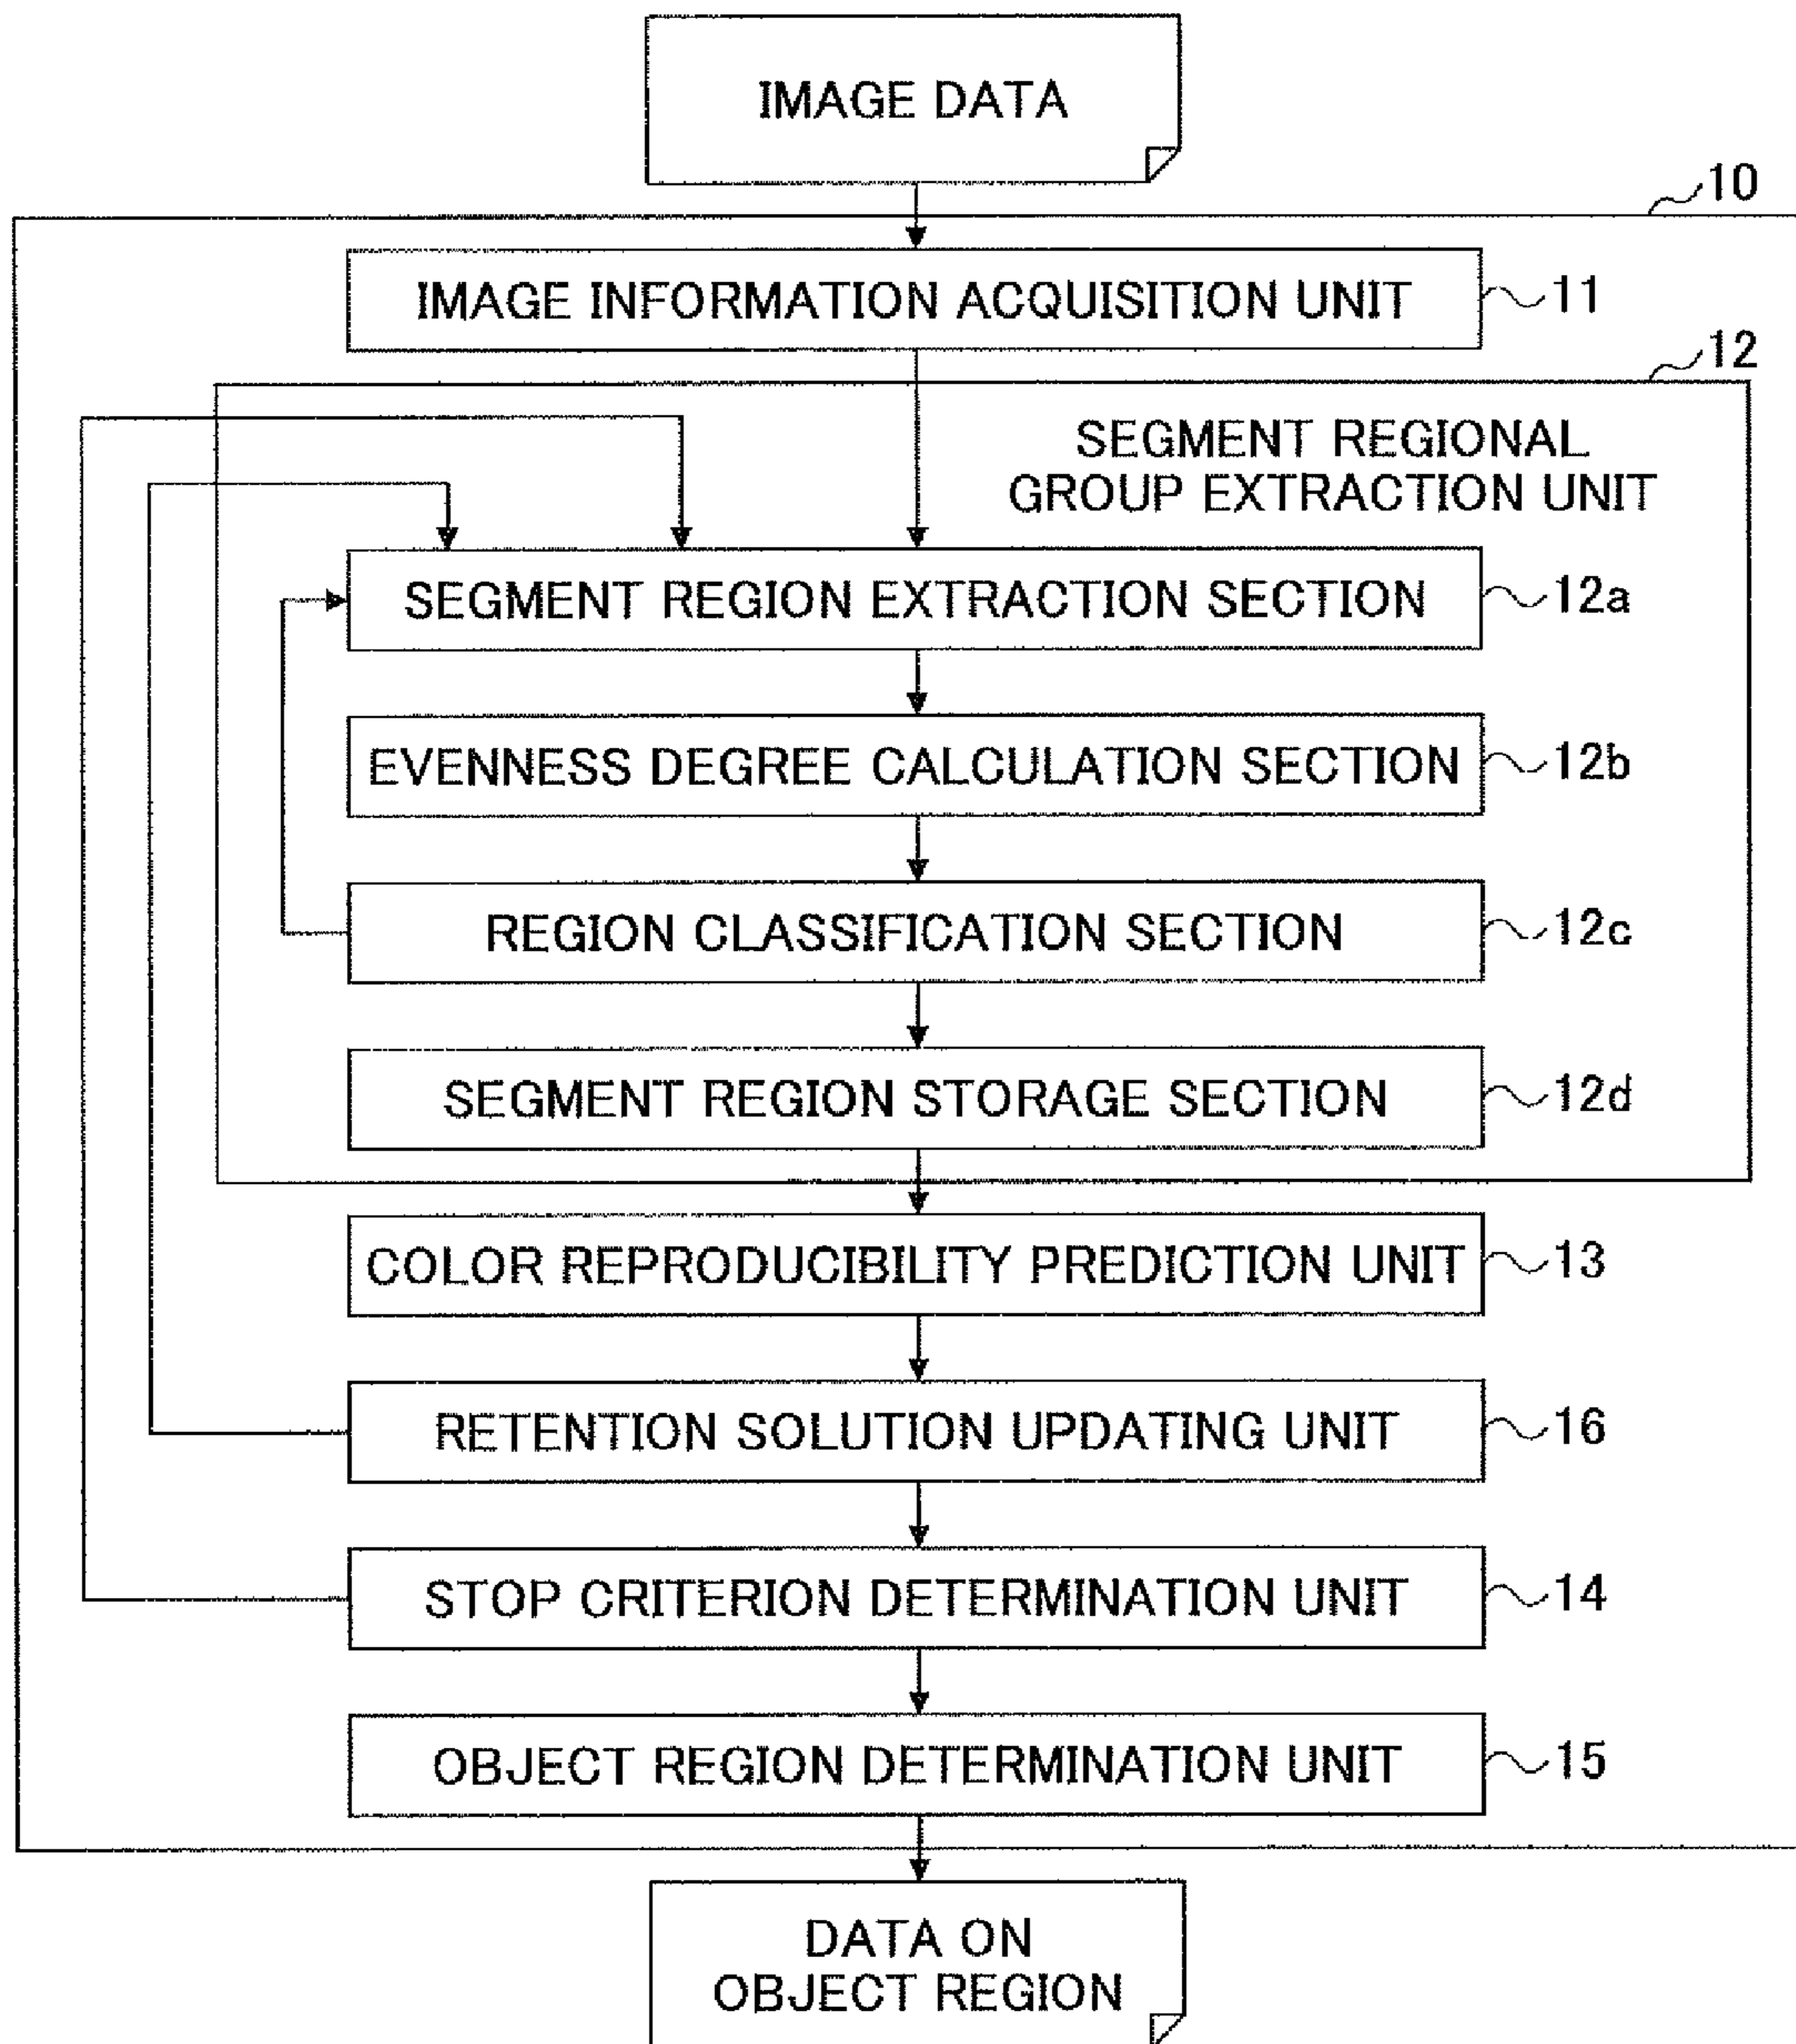 IMAGE DATA
10
IMAGE INFORMATION ACQUISITION UNIT 11
12
SEGMENT REGIONAL
GROUP EXTRACTION UNIT
SEGMENT REGION EXTRACTION SECTION 12a
EVENNESS DEGREE CALCULATION SECTION 12b
REGION CLASSIFICATION SECTION 12c
SEGMENT REGION STORAGE SECTION 12d
COLOR REPRODUCIBILITY PREDICTION UNIT 13
RETENTION SOLUTION UPDATING UNIT 16
STOP CRITERION DETERMINATION UNIT 14
OBJECT REGION DETERMINATION UNIT 15
DATA ON
OBJECT REGION